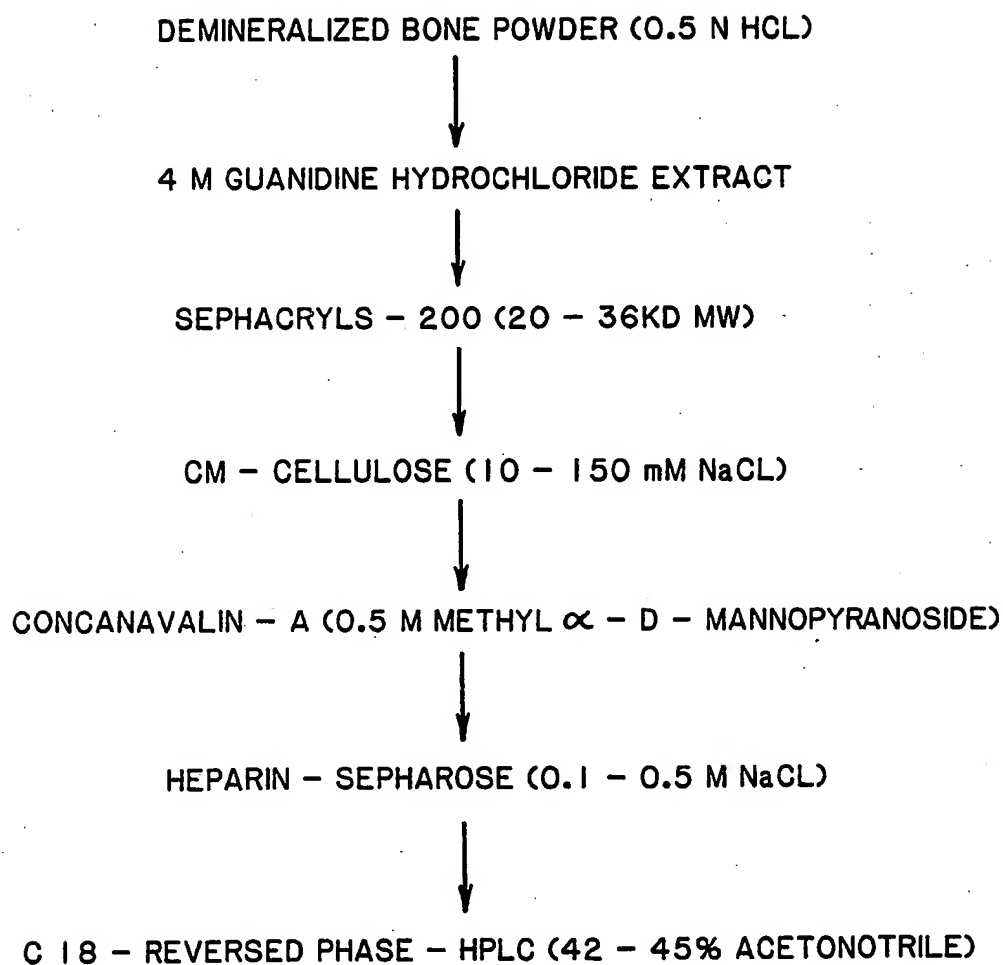 DEMINERALIZED BONE POWDER (0.5 N HCL)
4 M GUANIDINE HYDROCHLORIDE EXTRACT
SEPHACRYLS – 200 (20 – 36KD MW)
CM – CELLULOSE (10 – 150 mM NaCL)
CONCANAVALIN – A (0.5 M METHYL ∝ – D – MANNOPYRANOSIDE)
HEPARIN – SEPHAROSE (0.1 – 0.5 M NaCL)
C 18 – REVERSED PHASE – HPLC (42 – 45% ACETONOTRILE)